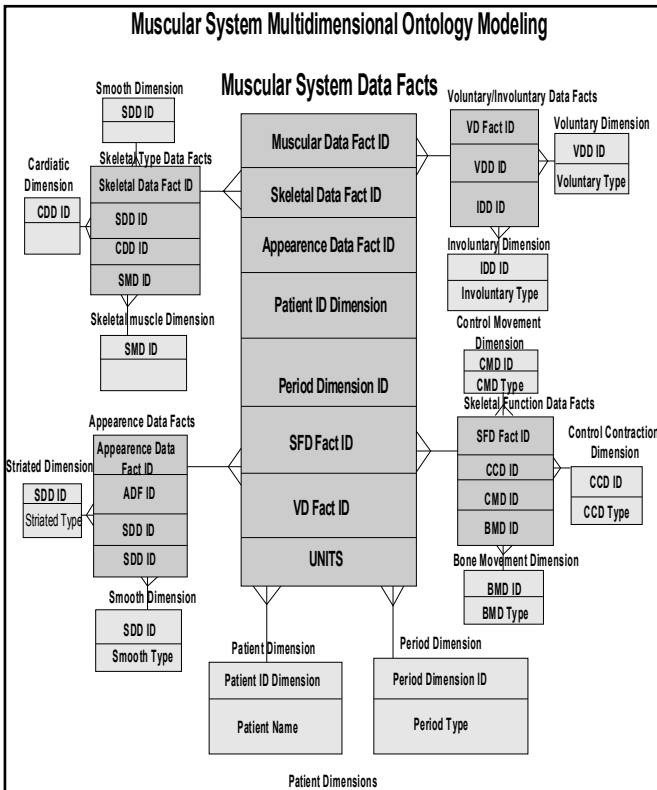 Muscular System Multidimensional Ontology Modeling
Muscular System Data Facts
Smooth Dimension
SDD ID
Skeletal Type Data Facts
Cardiatic
Dimension
CDD ID
Skeletal Data Fact ID
SDD ID
CDD ID
SMD ID
Skeletal muscle Dimension
SMD ID
Muscular Data Fact ID
Skeletal Data Fact ID
Appearence Data Fact ID
Patient ID Dimension
Period Dimension ID
SFD Fact ID
VD Fact ID
UNITS
Voluntary/Involuntary Data Facts
VD Fact ID
VDD ID
IDD ID
Voluntary Dimension
VDD ID
Voluntary Type
Involuntary Dimension
IDD ID
Involuntary Type
Control Movement
Dimension
CMD ID
CMD Type
Skeletal Function Data Facts
SFD Fact ID
CCD ID
CMD ID
BMD ID
Control Contraction
Dimension
CCD ID
CCD Type
Bone Movement Dimension
BMD ID
BMD Type
Appearence Data Facts
Appearence Data
Fact ID
ADF ID
SDD ID
SDD ID
Striated Dimension
SDD ID
Striated Type
Smooth Dimension
SDD ID
Smooth Type
Patient Dimension
Patient ID Dimension
Patient Name
Period Dimension
Period Dimension ID
Period Type
Patient Dimensions